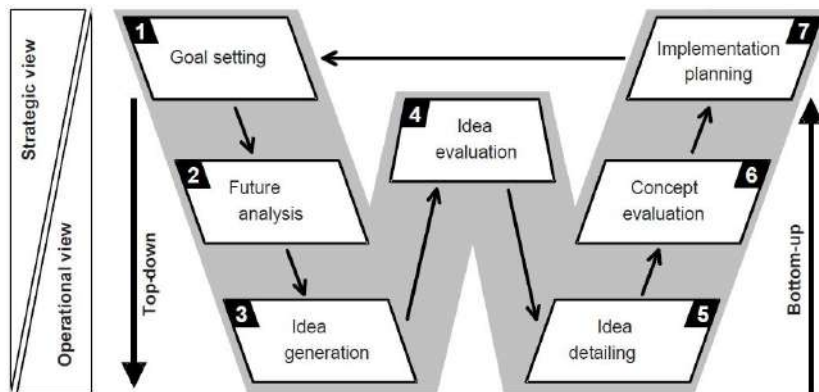 Strategic view
Operational view
Top-down
1
Goal setting
2
Future
analysis
3
Idea
generation
4
Idea
evaluation
5
Idea
detailing
6
Concept
evaluation
7
Implementation
planning
Bottom-up